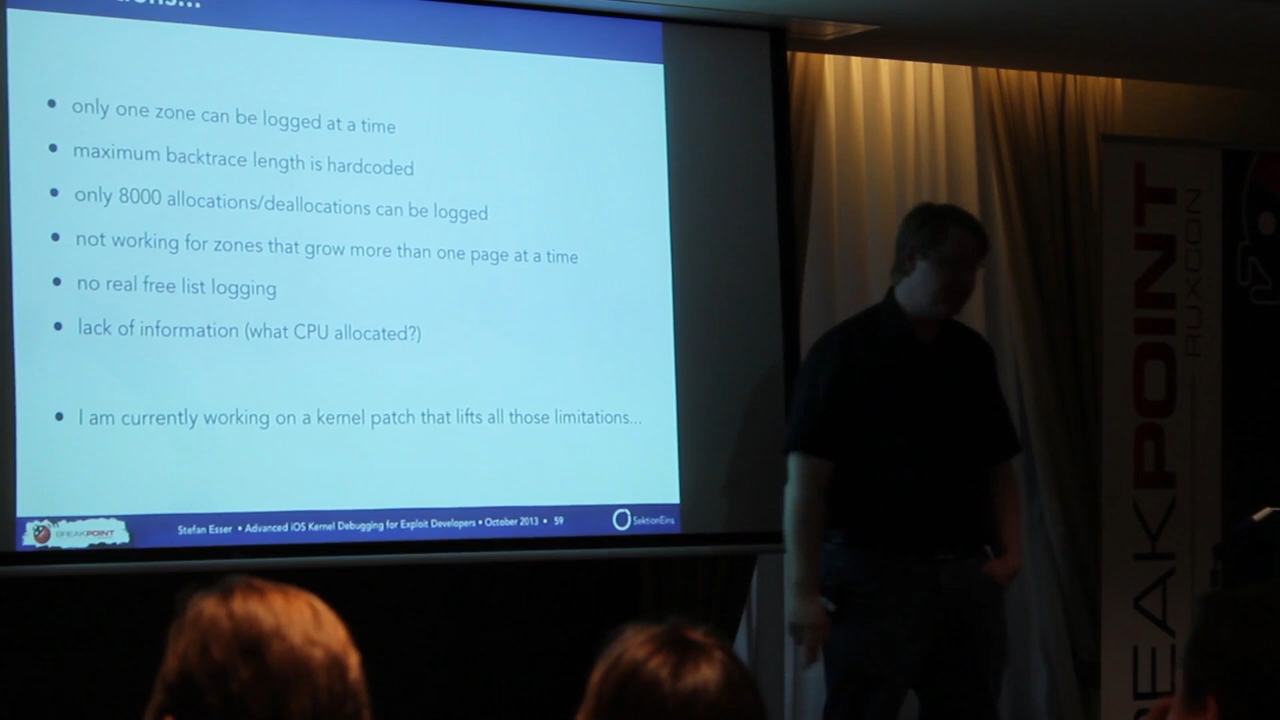 • only one zone can be logged at a time
• maximum backtrace length is hardcoded
• only 8000 allocations/deallocations can be logged
• not working for zones that grow more than one page at a time
• no real free list logging
• lack of information (what CPU allocated?)
• I am currently working on a kernel patch that lifts all those limitations...
BREAKPOINT
Stefan Esser • Advanced iOS Kernel Debugging for Exploit Developers • October 2013 • 59
SektionEins
BREAKPOINT
RUXCON
EAKPOINT